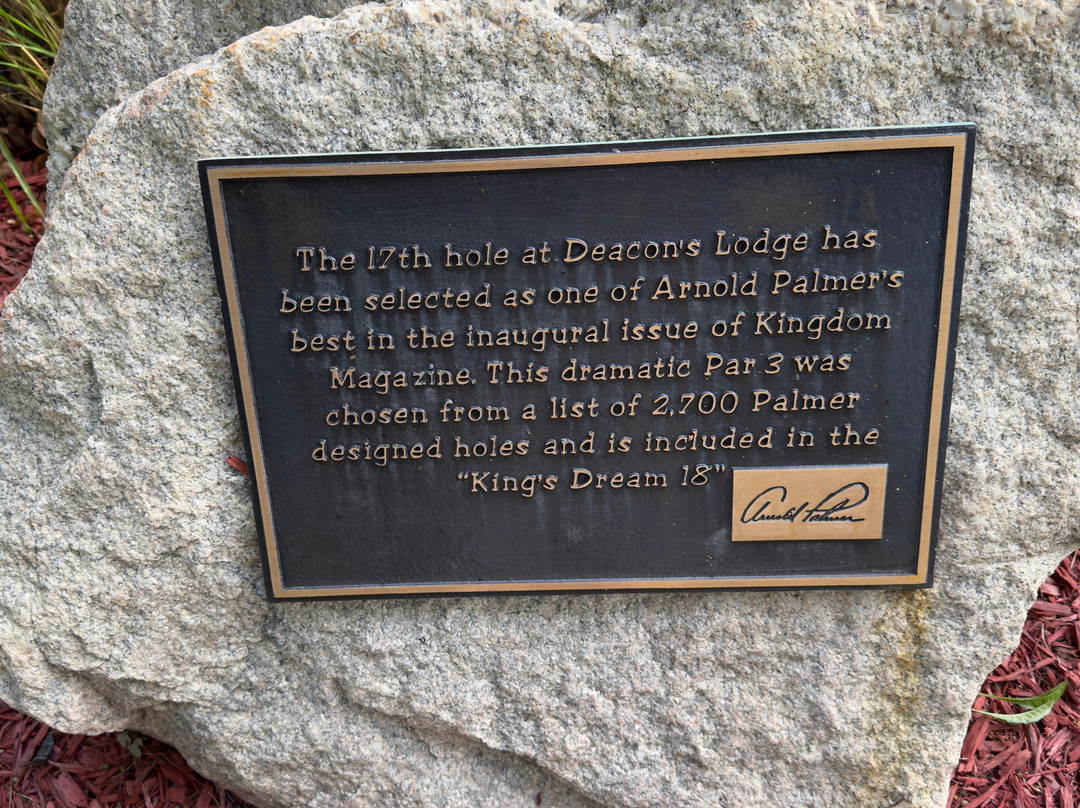 The 17th hole at Deacon's Lodge has
been selected as one of Arnold Palmer's
best in the inaugural issue of Kingdom
Magazine. This dramatic Par 3 was
chosen from a list of 2,700 Palmer
designed holes and is included in the
“King's Dream 18”
Arnold Palmer